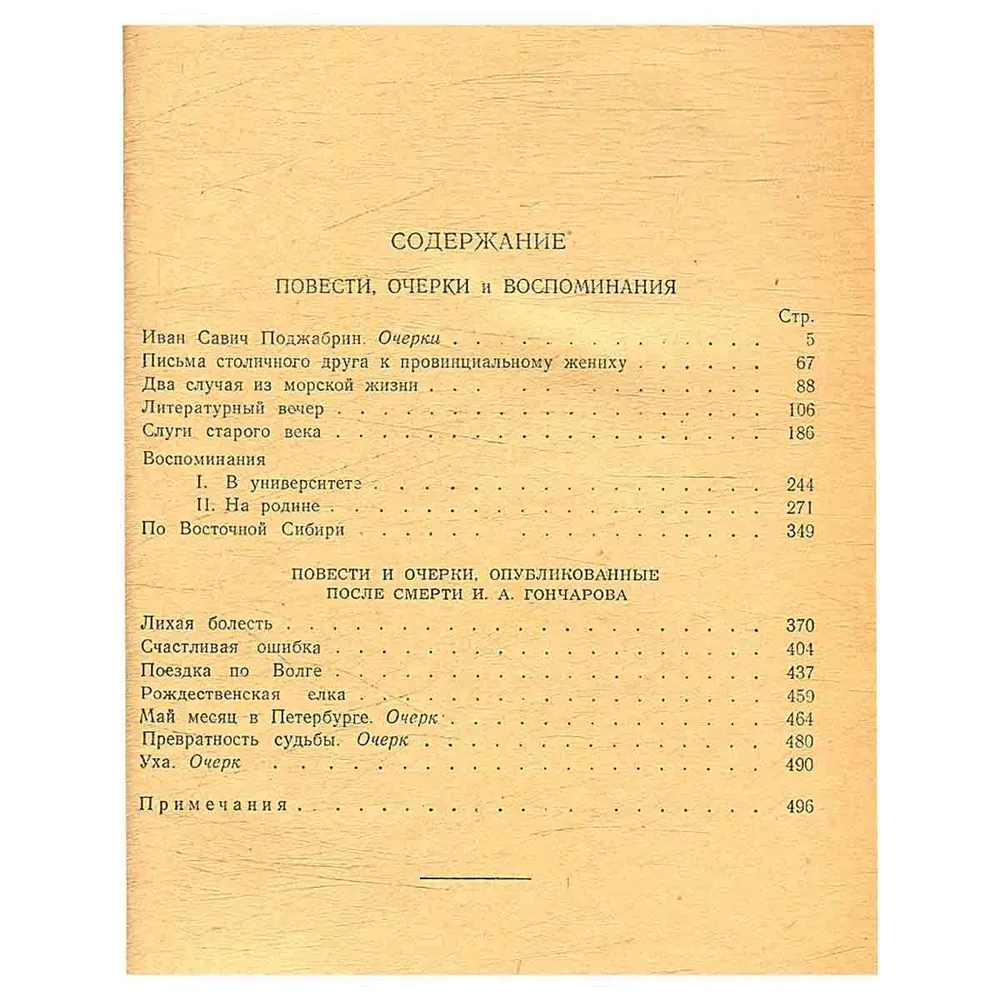 СОДЕРЖАНИЕ
ПОВЕСТИ, ОЧЕРКИ и ВОСПОМИНАНИЯ
Стр.
Иван Савич Поджабрин. Очерки . . . . . . . . . . . . . . 5
Письма столичного друга к провинциальному жениху . . . . . . 67
Два случая из морской жизни . . . . . . . . . . . . . . . 88
Литературный вечер . . . . . . . . . . . . . . . . . . . 106
Слуги старого века . . . . . . . . . . . . . . . . . . . 186
Воспоминания
I. В университете . . . . . . . . . . . . . . . . . 244
II. На родине . . . . . . . . . . . . . . . . . . . 271
По Восточной Сибири . . . . . . . . . . . . . . . . . . 349
ПОВЕСТИ И ОЧЕРКИ, ОПУБЛИКОВАННЫЕ
ПОСЛЕ СМЕРТИ И. А. ГОНЧАРОВА
Лихая болесть . . . . . . . . . . . . . . . . . . . . . 370
Счастливая ошибка . . . . . . . . . . . . . . . . . . . 404
Поездка по Волге . . . . . . . . . . . . . . . . . . . 437
Рождественская елка . . . . . . . . . . . . . . . . . . 459
Май месяц в Петербурге. Очерк . . . . . . . . . . . . . . 464
Превратность судьбы. Очерк . . . . . . . . . . . . . . . 480
Уха. Очерк . . . . . . . . . . . . . . . . . . . . . . 490
Примечания . . . . . . . . . . . . . . . . . . . . . 496